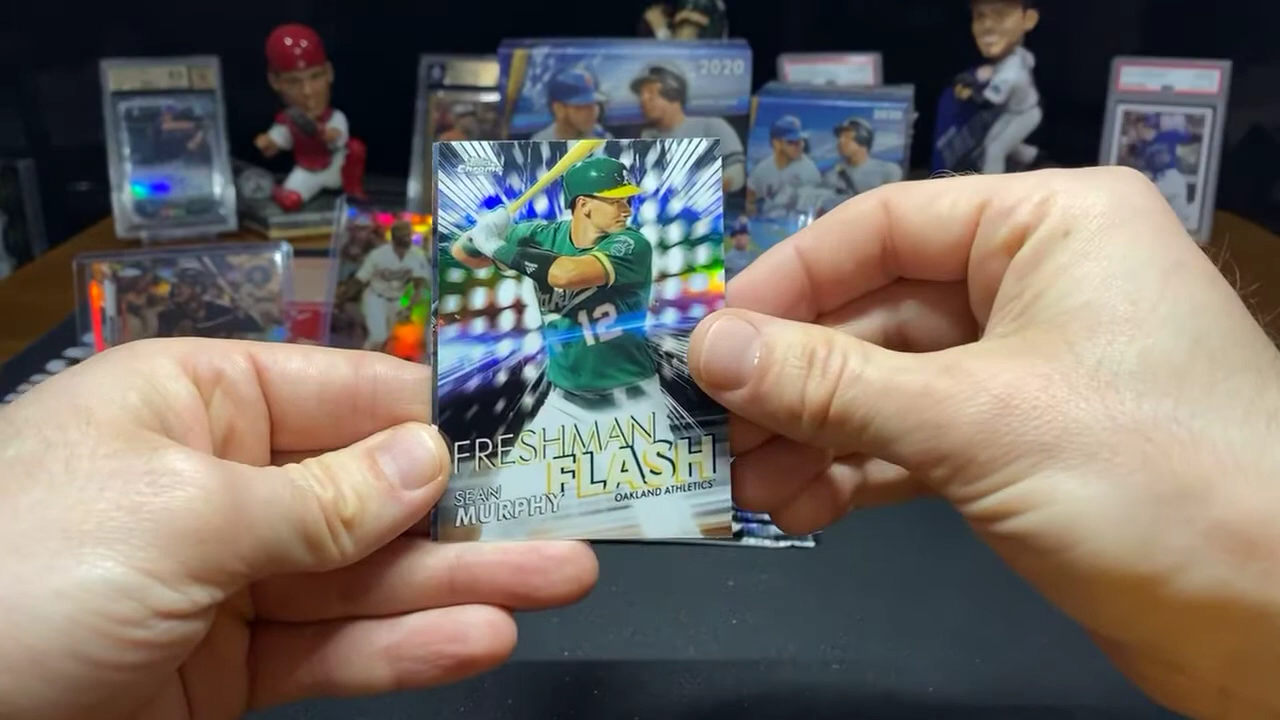 2020
Topps
Chrome
12
FRESHMAN
FLASH
SEAN
MURPHY
OAKLAND ATHLETICS